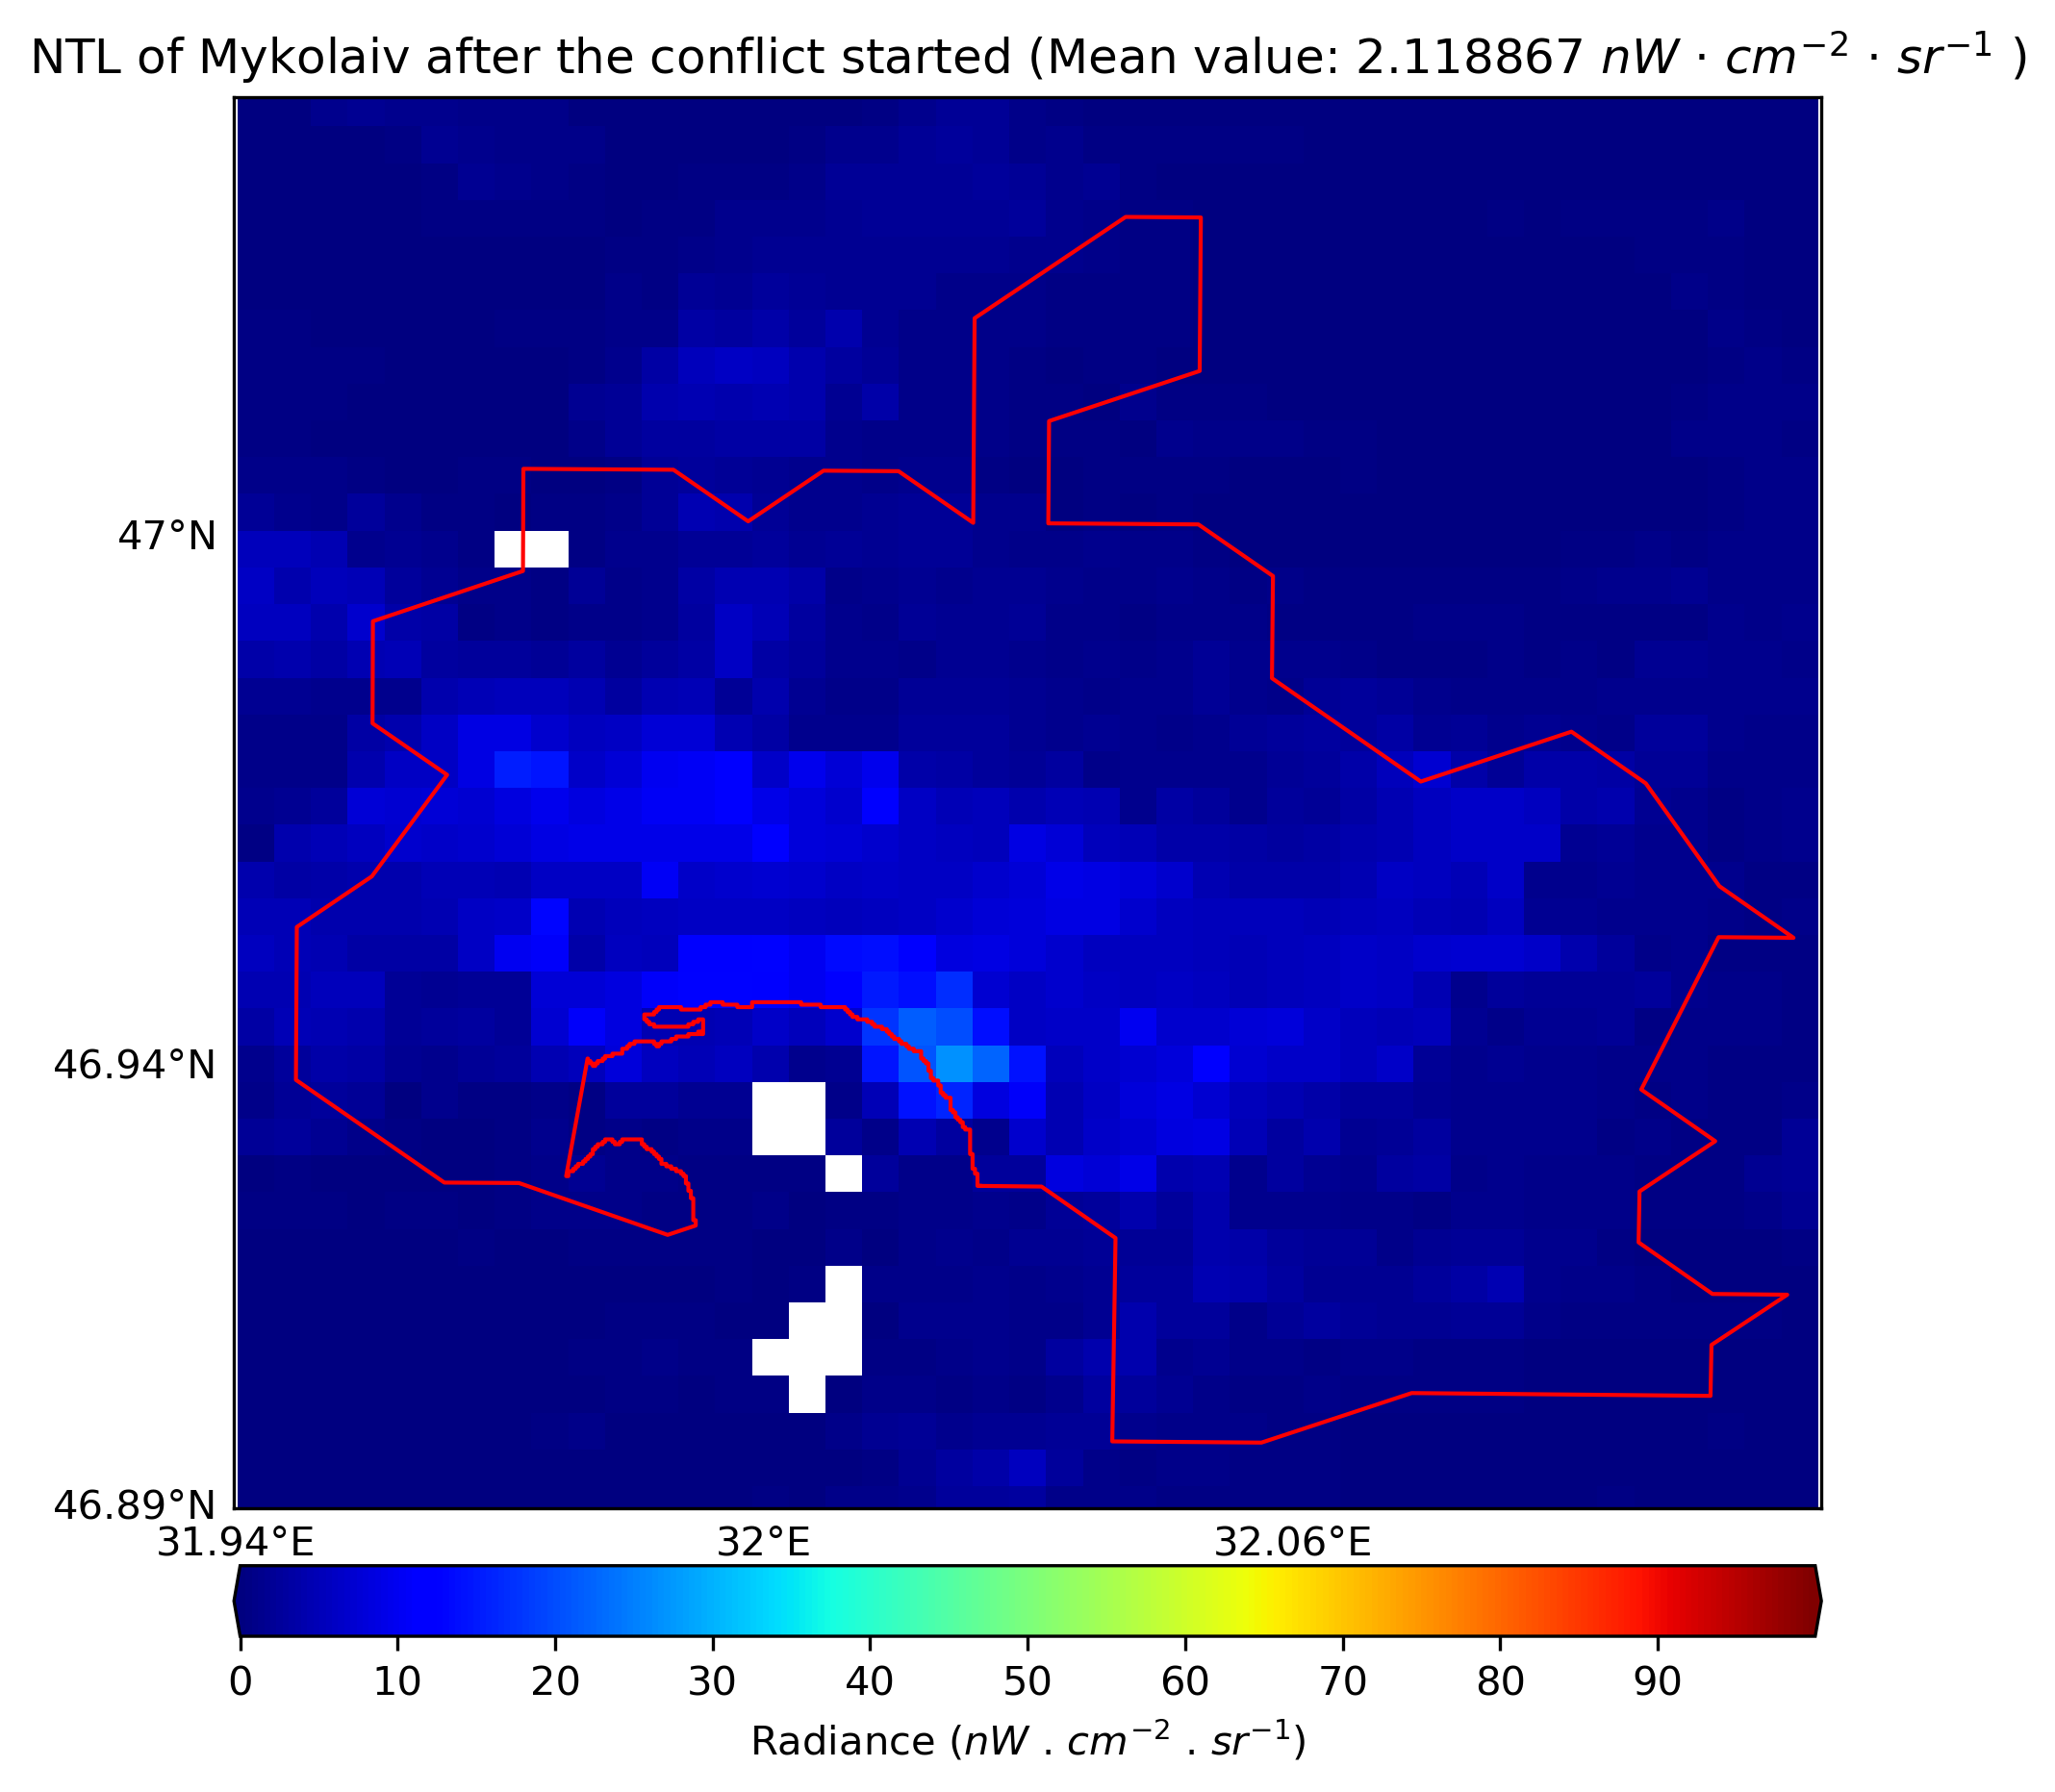 NTL of Mykolaiv after the conflict started (Mean value: 2.118867 nW · cm⁻² · sr⁻¹ )
47°N
46.94°N
46.89°N
31.94°E 32°E 32.06°E
0 10 20 30 40 50 60 70 80 90
Radiance (nW . cm⁻² . sr⁻¹)